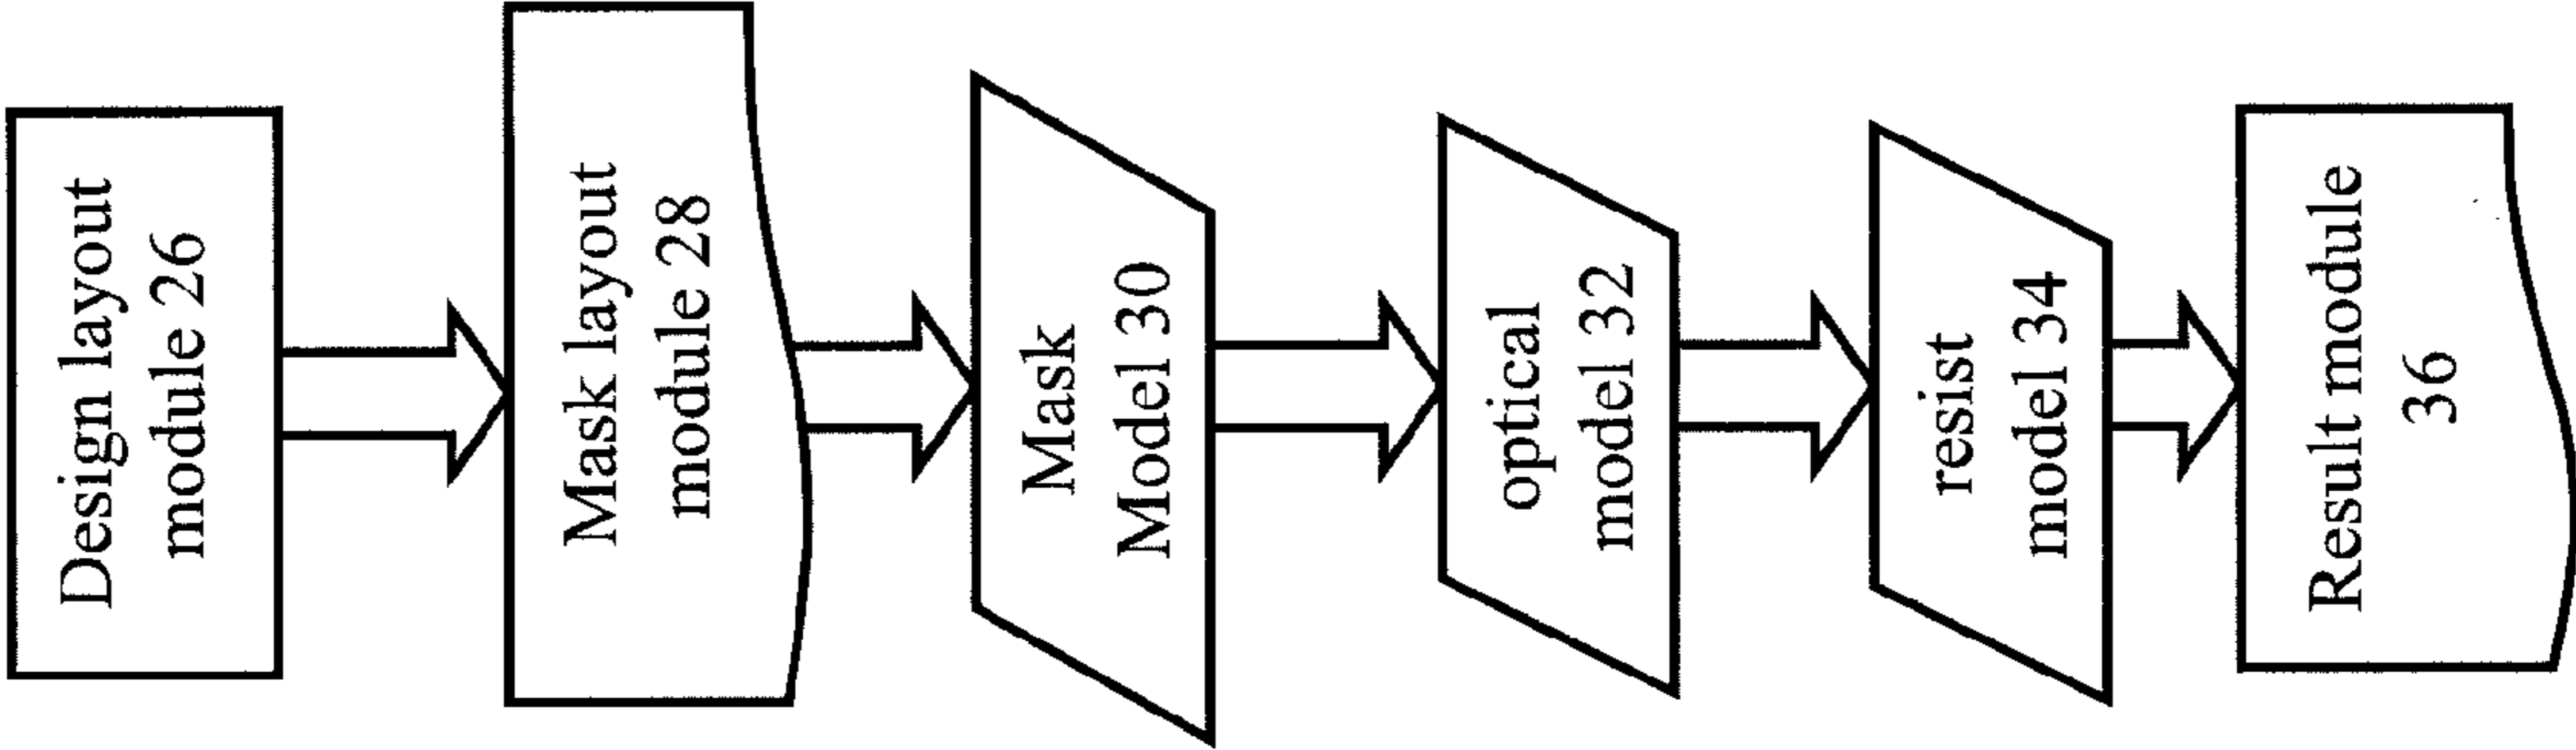 Design layout
module 26
Mask layout
module 28
Mask
Model 30
optical
model 32
resist
model 34
Result module
36